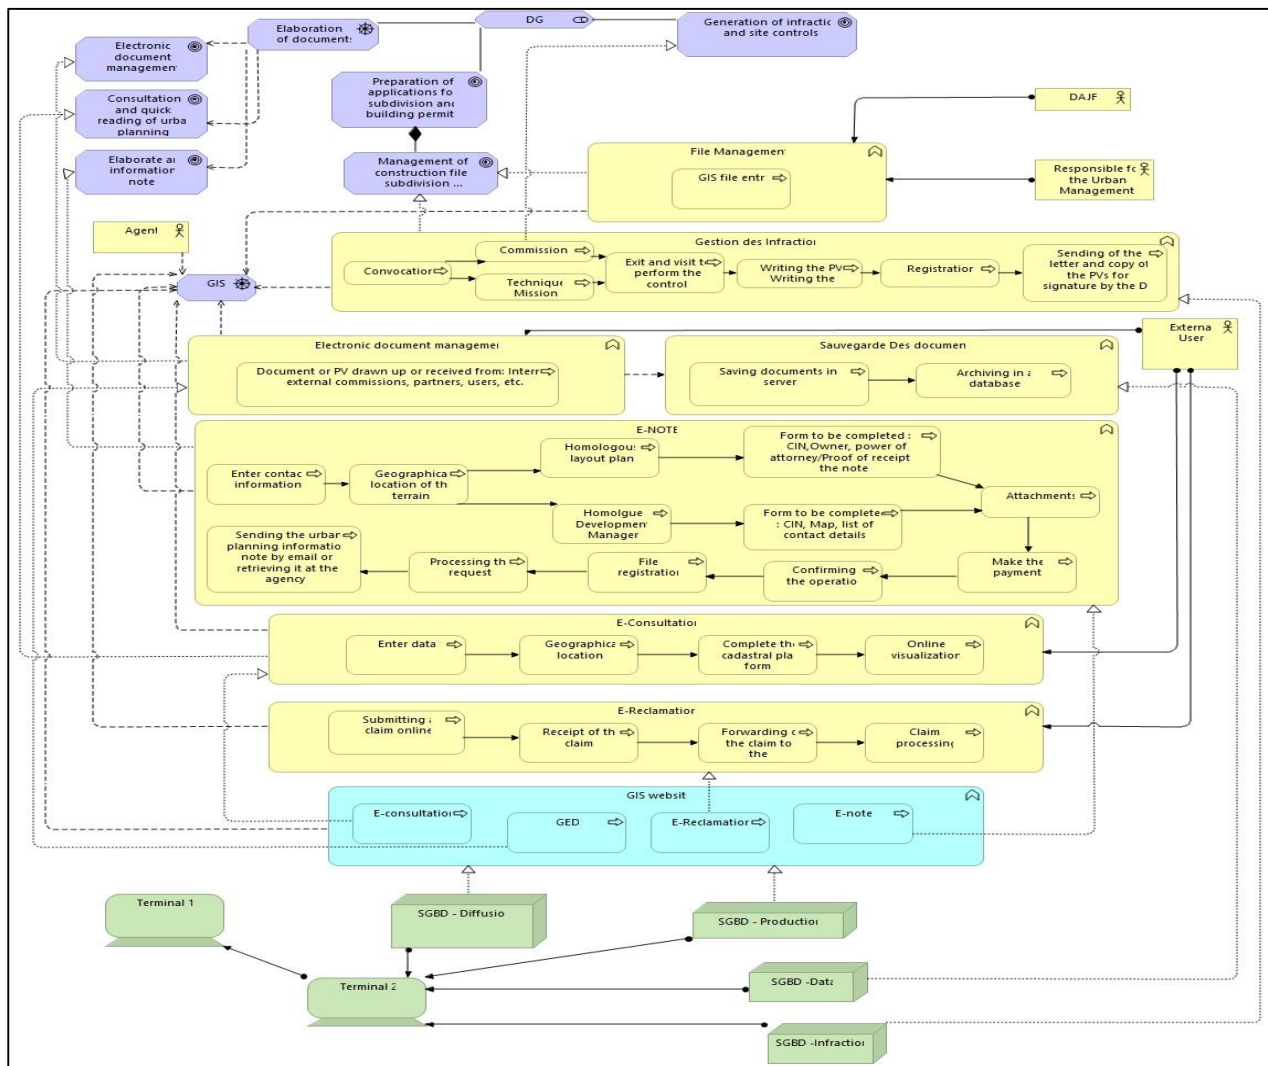 DG
Elaboration
of document:
Generation of infractic
and site controls
Electronic
document
management
Preparation of
applications fo
subdivision and
building permit
Consultation
and quick
reading of urba
planning
DAJF
File Management
GIS file entr
Management of
construction file
subdivision ...
Elaborate an
information
note
Responsible fc
the Urban
Management
Agent
Gestion des Infraction
Convocation
Commission
Technique
Mission
Exit and visit t
perform the
control
Writing the PV
Writing the
Registration
Sending of the
letter and copy of
the PVs for
signature by the D
GIS
Externa
User
Electronic document managemer
Document or PV drawn up or received from: Interr
external commissions, partners, users, etc.
Sauvegarde Des documen
Saving documents in
server
Archiving in a
database
E-NOTE
Enter contac
information
Geographica
location of th
terrain
Homologous
layout plan
Form to be completed :
CIN,Owner, power of
attorney/Proof of receipt
the note
Attachments
Homolgue
Development
Manager
Form to be complete
: CIN, Map, list of
contact details
Sending the urbar
planning informatio
note by email or
retrieving it at the
agency
Processing th
request
File
registration
Confirming
the operatio
Make the
payment
E-Consultation
Enter data
Geographica
location
Complete the
cadastral pla
form
Online
visualization
E-Reclamation
Submitting a
claim online
Receipt of th
claim
Forwarding o
the claim to
the
Claim
processing
GIS websit
E-consultation
GED
E-Reclamation
E-note
Terminal 1
SGBD - Diffusio
SGBD - Production
Terminal 2
SGBD -Data
SGBD -Infraction